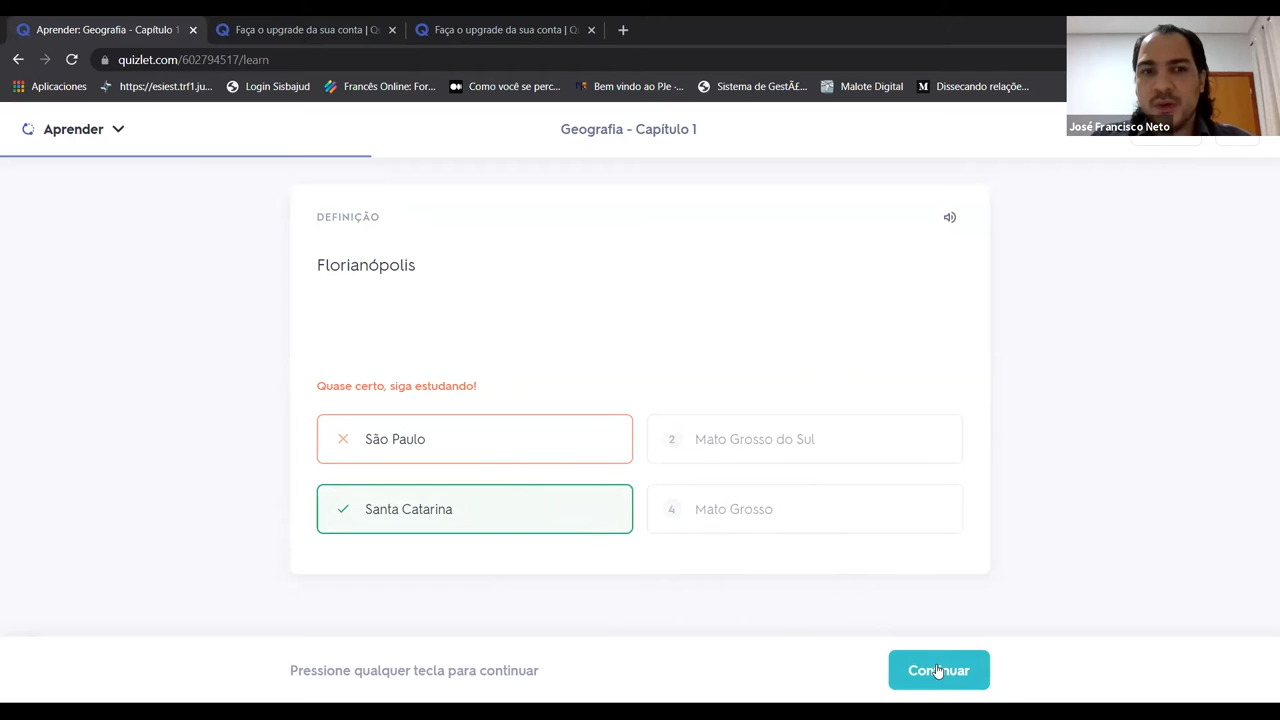 Aprender: Geografia - Capítulo 1
Faça o upgrade da sua conta | Q
Faça o upgrade da sua conta | Q
quizlet.com/602794517/learn
Aplicaciones
https://esiest.trf1.ju...
Login Sisbajud
Francês Online: For...
Como você se perc...
Bem vindo ao PJe ·...
Sistema de GestÃ£...
Malote Digital
Dissecando relaçõe...
José Francisco Neto
Aprender
Geografia - Capítulo 1
DEFINIÇÃO
Florianópolis
Quase certo, siga estudando!
São Paulo
2 Mato Grosso do Sul
Santa Catarina
4 Mato Grosso
Pressione qualquer tecla para continuar
Continuar